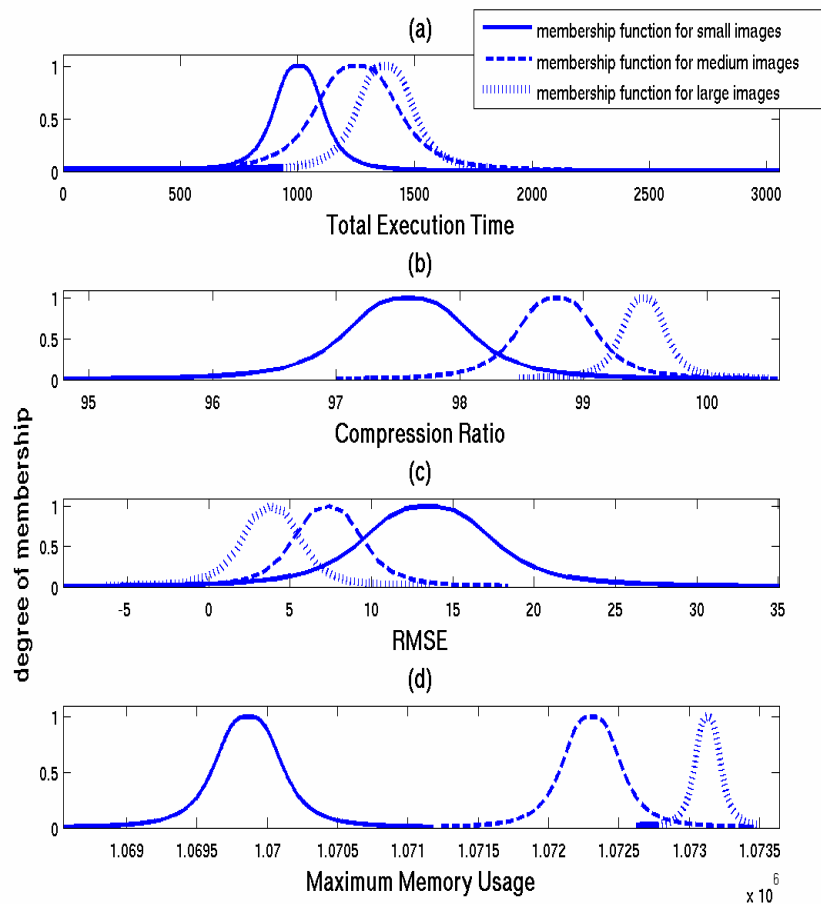 (a)
membership function for small images
membership function for medium images
membership function for large images
1
0.5
0
0 500 1000 1500 2000 2500 3000
Total Execution Time
(b)
1
0.5
0
95 96 97 98 99 100
Compression Ratio
degree of membership
(c)
1
0.5
0
-5 0 5 10 15 20 25 30 35
RMSE
(d)
1
0.5
0
1.069 1.0695 1.07 1.0705 1.071 1.0715 1.072 1.0725 1.073 1.0735
Maximum Memory Usage
x 10^6